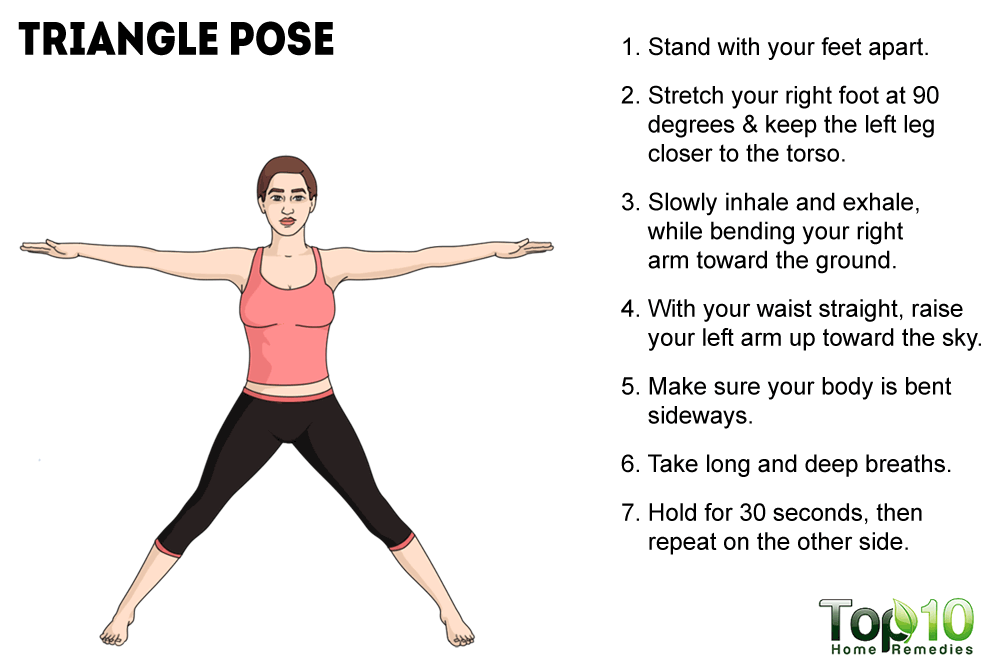 TRIANGLE POSE
1. Stand with your feet apart.
2. Stretch your right foot at 90
degrees & keep the left leg
closer to the torso.
3. Slowly inhale and exhale,
while bending your right
arm toward the ground.
4. With your waist straight, raise
your left arm up toward the sky.
5. Make sure your body is bent
sideways.
6. Take long and deep breaths.
7. Hold for 30 seconds, then
repeat on the other side.
Top10
Home Remedies